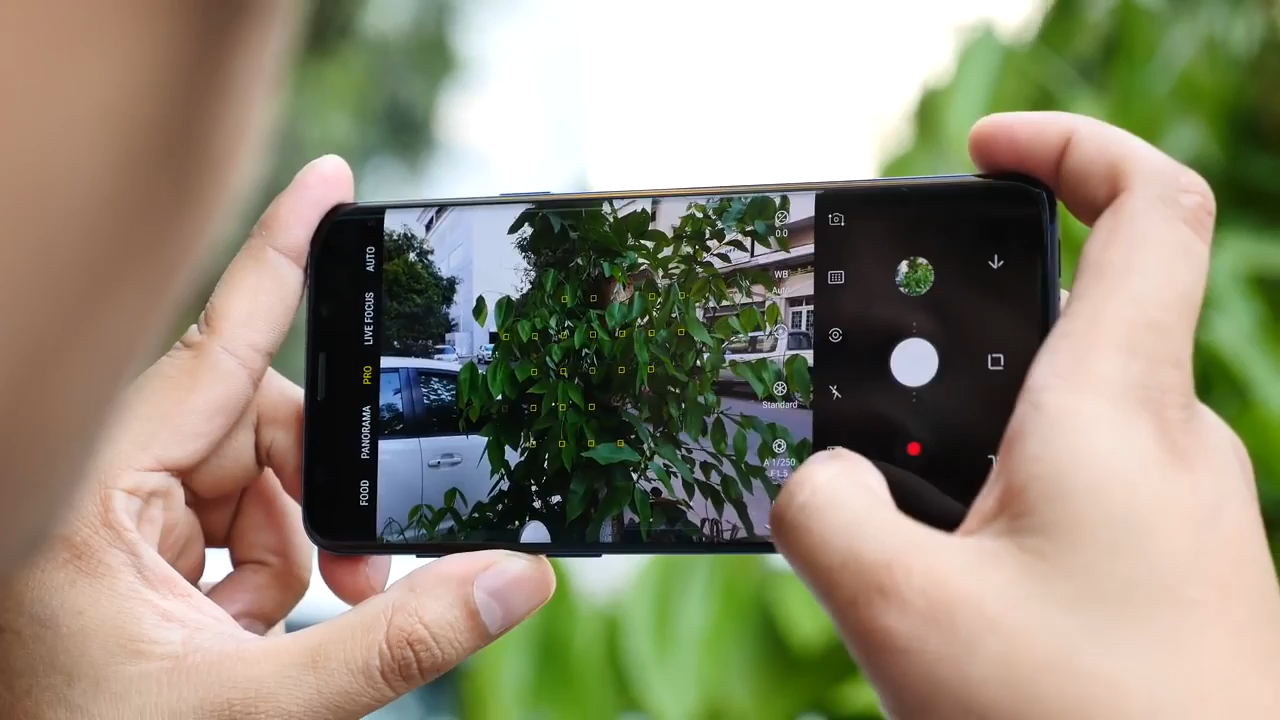 AUTO
LIVE FOCUS
PRO
PANORAMA
FOOD
0.0
WB
Auto
Standard
A 1/250
F1.5